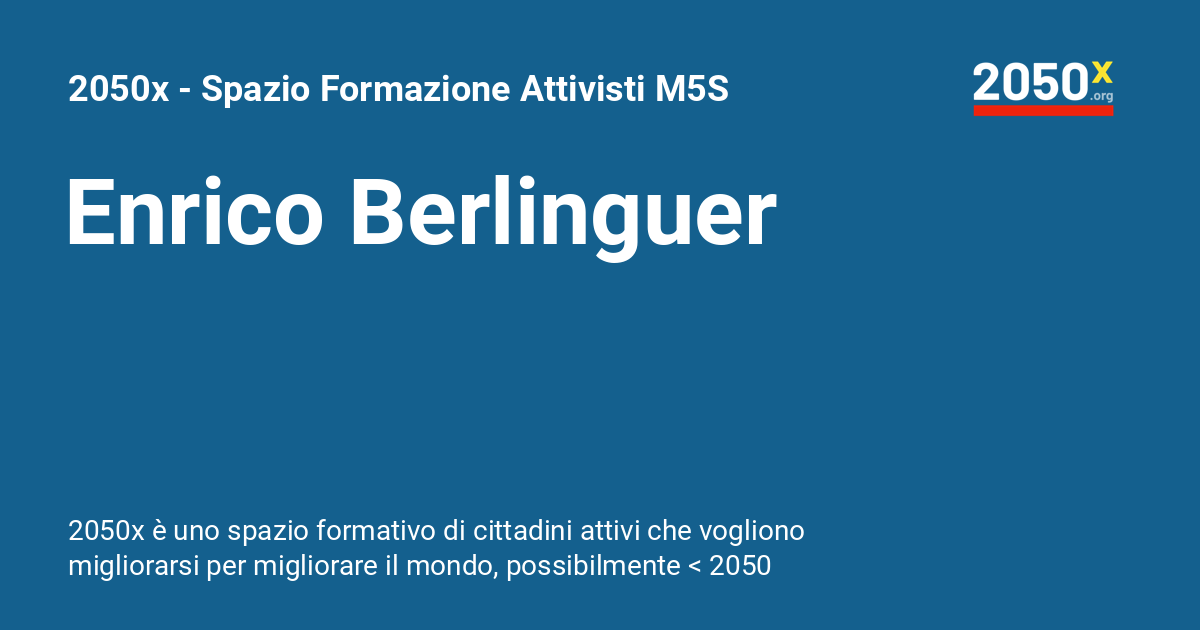 2050x - Spazio Formazione Attivisti M5S
2050x
.org
Enrico Berlinguer
2050x è uno spazio formativo di cittadini attivi che vogliono
migliorarsi per migliorare il mondo, possibilmente < 2050